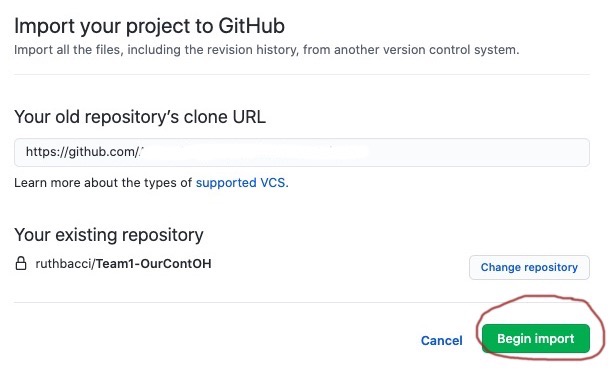 Import your project to GitHub
Import all the files, including the revision history, from another version control system.
Your old repository's clone URL
https://github.com/
Learn more about the types of supported VCS.
Your existing repository
ruthbacci/Team1-OurContOH
Change repository
Cancel
Begin import